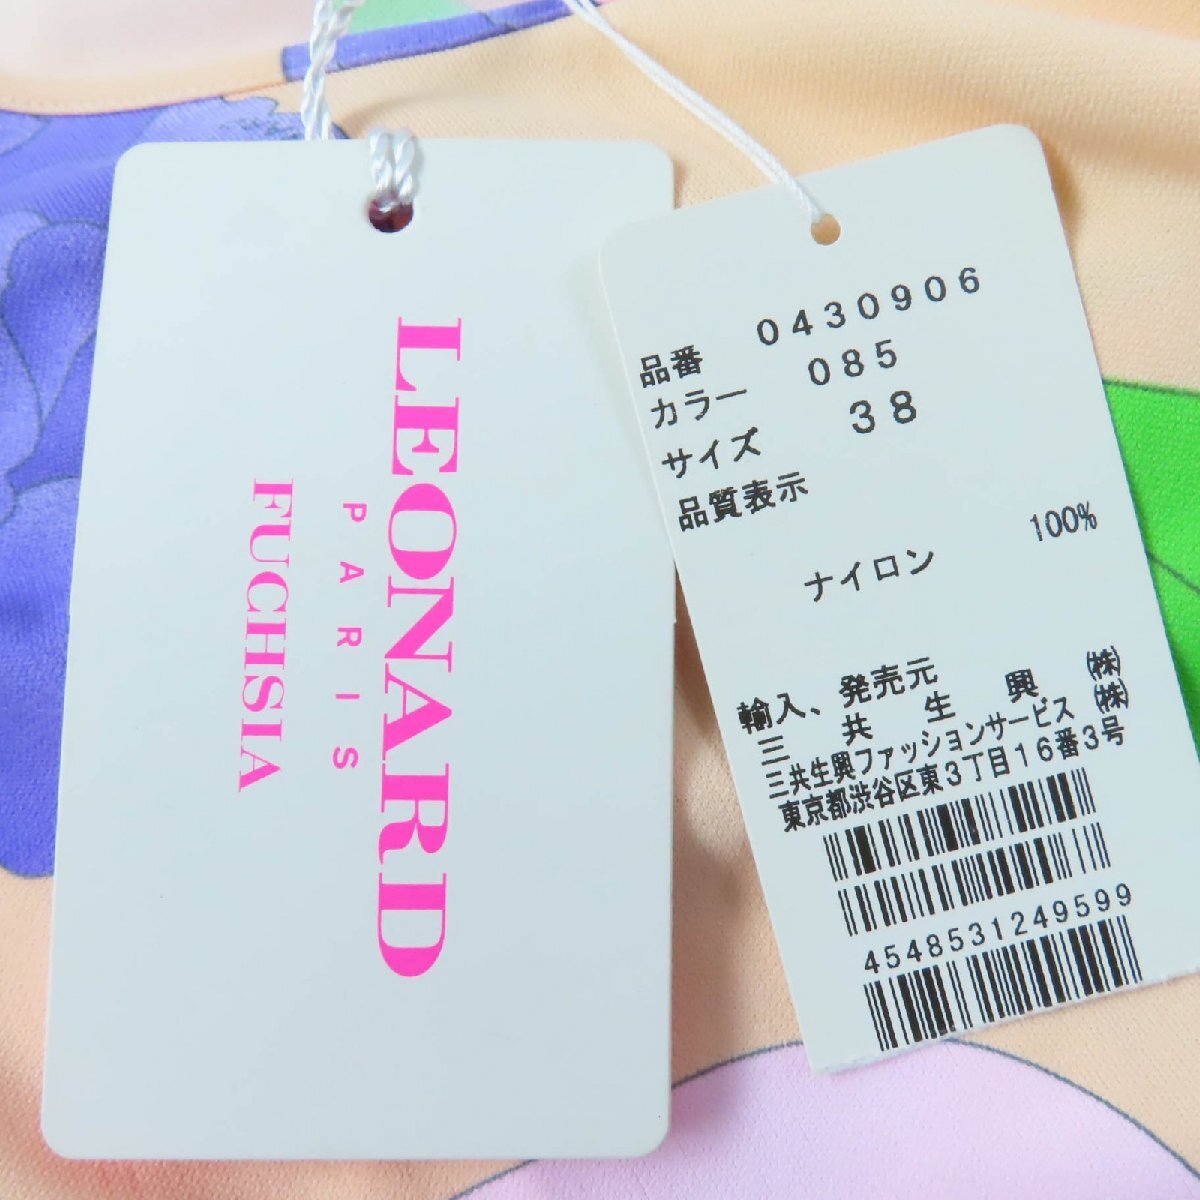 LEONARD
PARIS
FUCHSIA
品番 0430906
カラー 085
サイズ 38
品質表示
ナイロン 100%
輸入、発売元
三共生興 ㈱
三共生興ファッションサービス ㈱
東京都渋谷区東3丁目16番3号
4548531249599